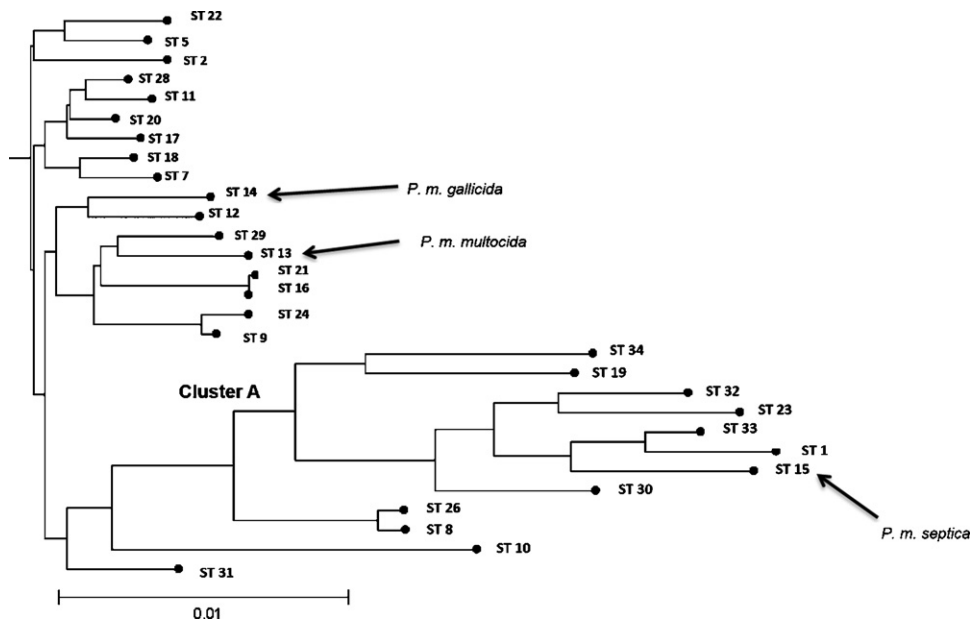 ST 22
ST 5
ST 2
ST 28
ST 11
ST 20
ST 17
ST 18
ST 7
ST 14
P. m. gallicida
ST 12
ST 29
P. m. multocida
ST 13
ST 21
ST 16
ST 24
ST 9
ST 34
ST 19
Cluster A
ST 32
ST 23
ST 33
ST 1
ST 15
ST 30
ST 26
ST 8
P. m. septica
ST 10
ST 31
0.01